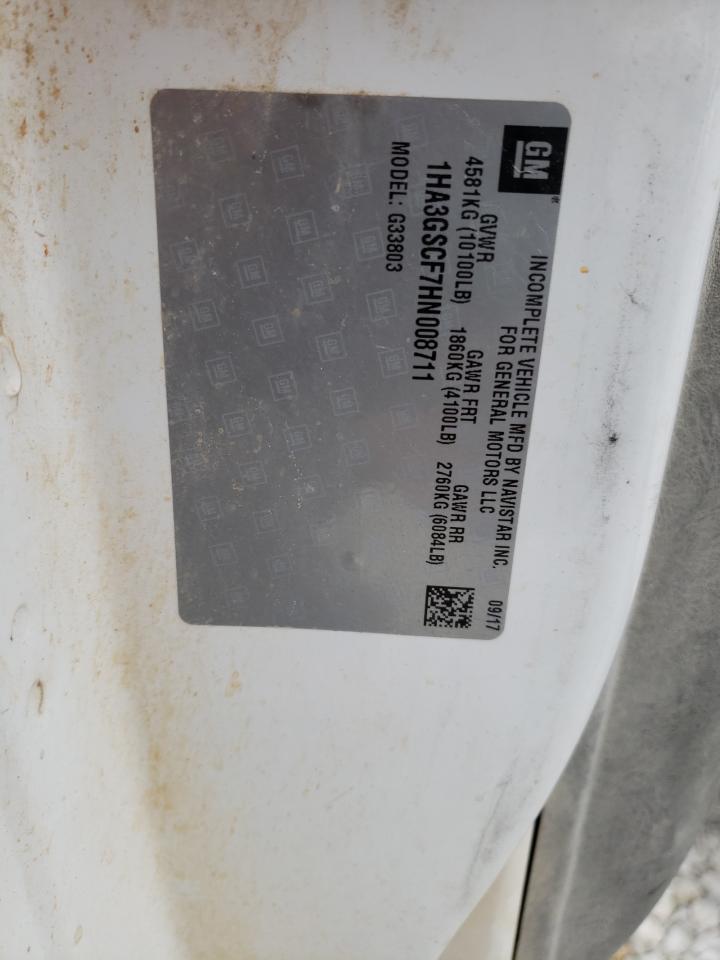 GM
INCOMPLETE VEHICLE MFD BY NAVISTAR INC. 09/17
FOR GENERAL MOTORS LLC
GVWR GAWR FRT GAWR RR
4581KG (10100LB) 1860KG (4100LB) 2760KG (6084LB)
1HA3GSCF7HN008711
MODEL: G33803